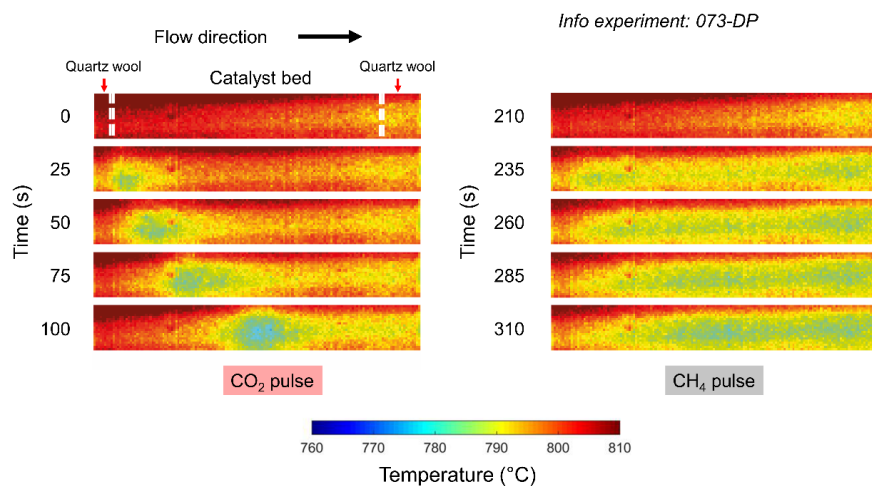 Info experiment: 073-DP
Flow direction
Quartz wool
Catalyst bed
Quartz wool
0
25
50
75
100
Time (s)
CO₂ pulse
210
235
260
285
310
Time (s)
CH₄ pulse
760 770 780 790 800 810
Temperature (°C)